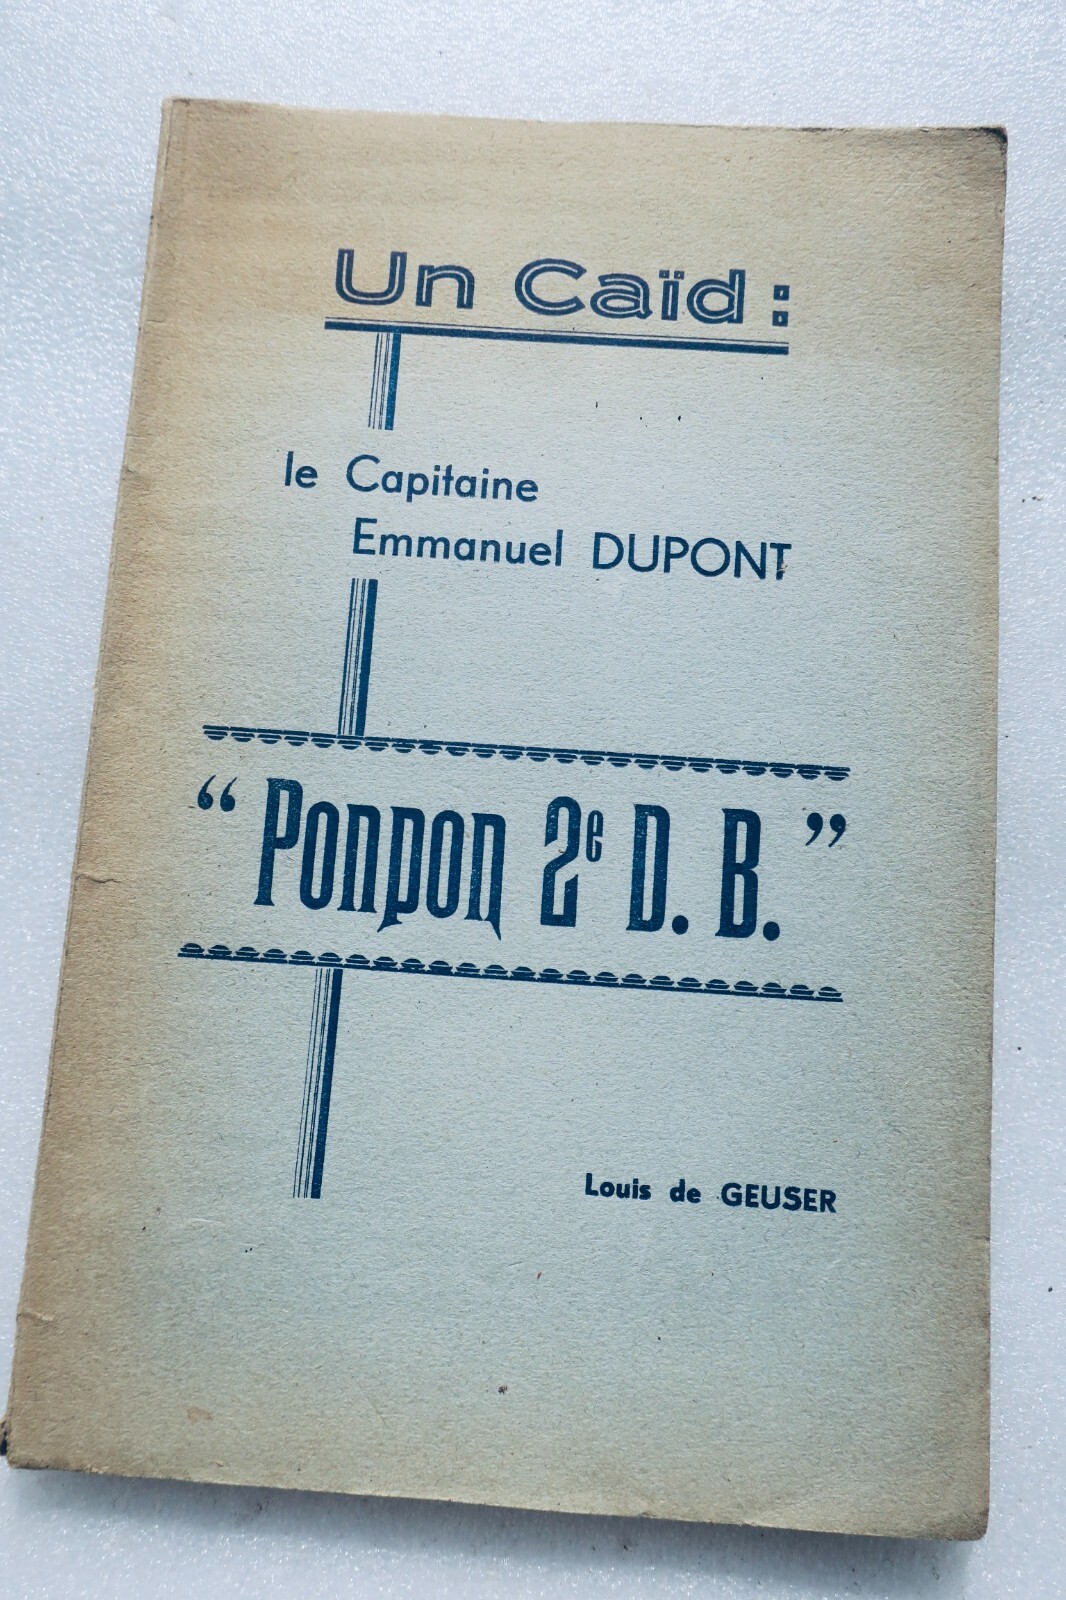 Un Caïd :
le Capitaine
Emmanuel DUPONT
“ Ponpon 2e D. B. ”
Louis de GEUSER